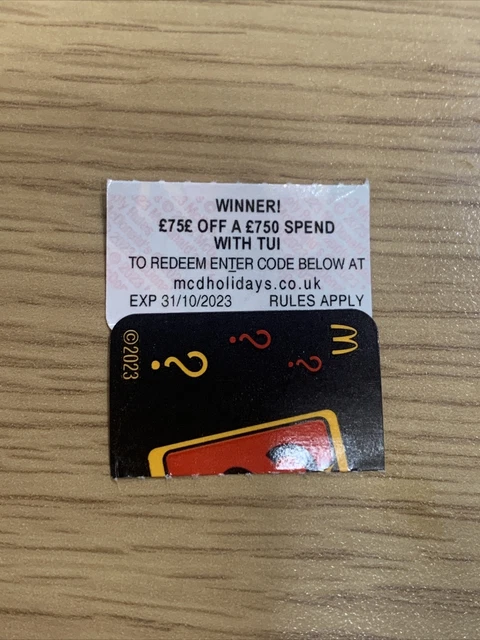 WINNER!
£75£ OFF A £750 SPEND
WITH TUI
TO REDEEM ENTER CODE BELOW AT
mcdholidays.co.uk
EXP 31/10/2023 RULES APPLY
©2023
? ? ?
M